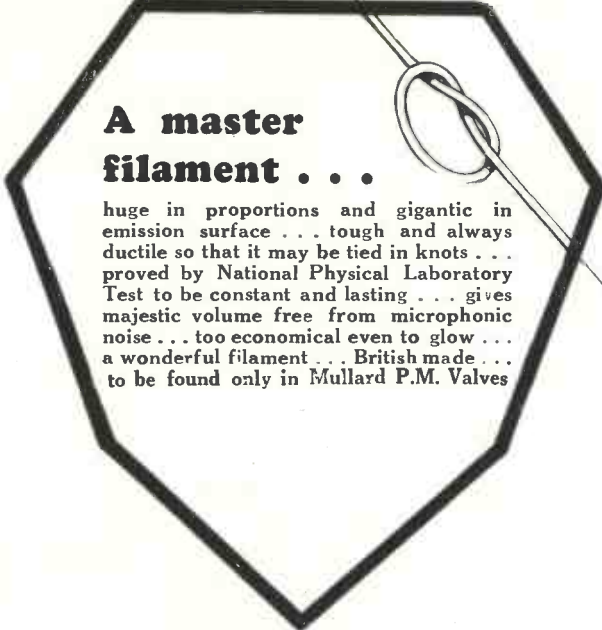 A master
filament . . .
huge in proportions and gigantic in
emission surface . . . tough and always
ductile so that it may be tied in knots . . .
proved by National Physical Laboratory
Test to be constant and lasting . . . gives
majestic volume free from microphonic
noise . . . too economical even to glow . . .
a wonderful filament . . . British made . . .
to be found only in Mullard P.M. Valves